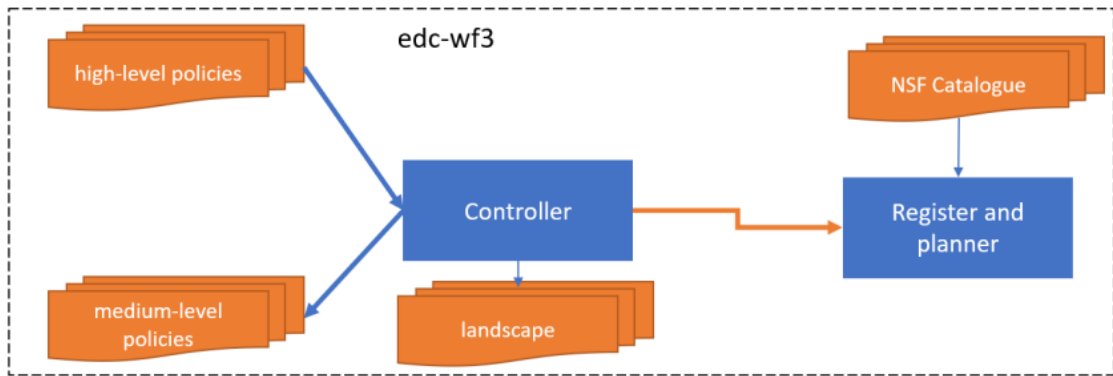 edc-wf3
high-level policies
NSF Catalogue
Controller
Register and
planner
medium-level
policies
landscape